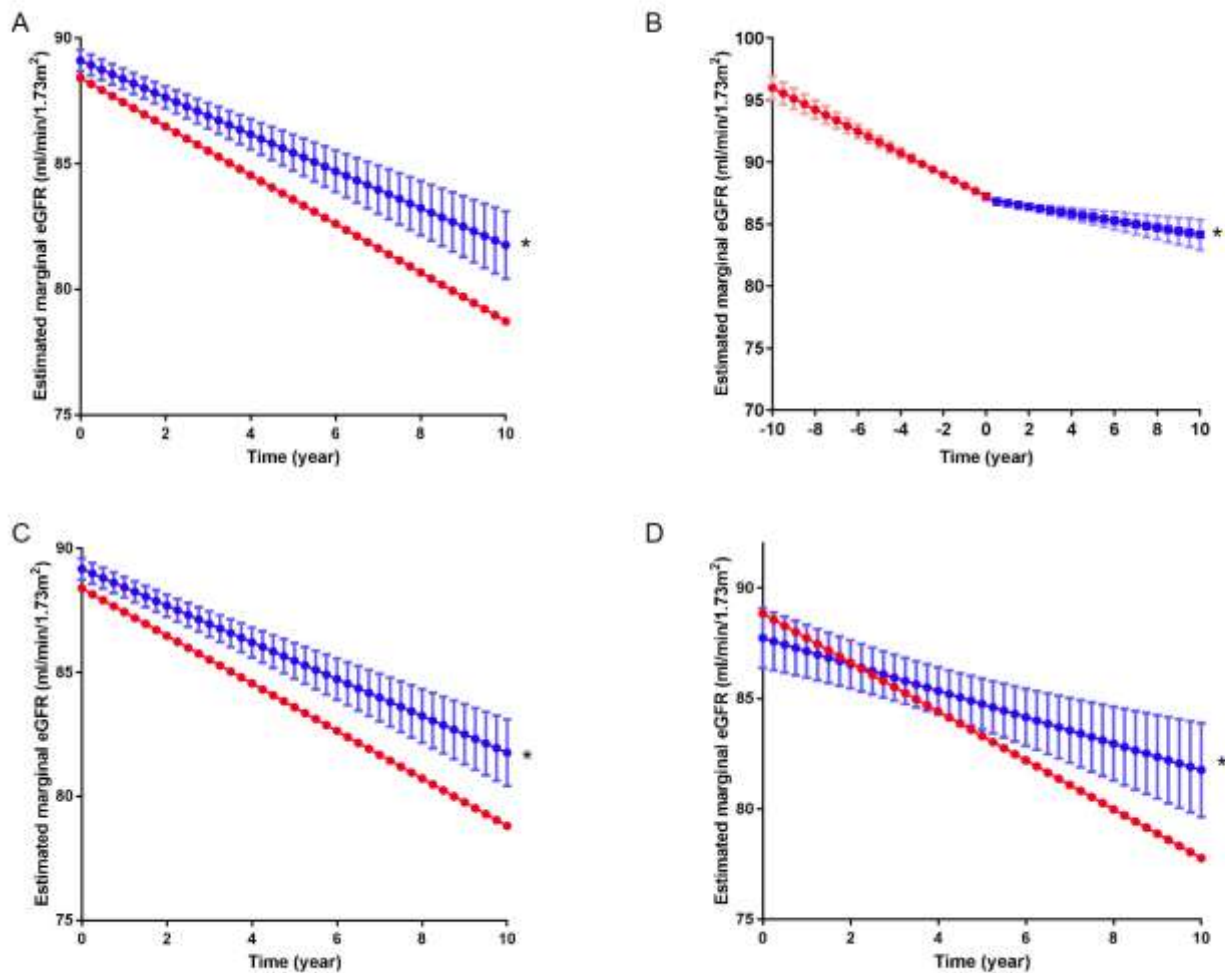 A
Estimated marginal eGFR (ml/min/1.73m²)
90
85
80
75
0 2 4 6 8 10
Time (year)
*
B
Estimated marginal eGFR (ml/min/1.73m²)
100
95
90
85
80
75
70
-10 -8 -6 -4 -2 0 2 4 6 8 10
Time (year)
*
C
Estimated marginal eGFR (ml/min/1.73m²)
90
85
80
75
0 2 4 6 8 10
Time (year)
*
D
Estimated marginal eGFR (ml/min/1.73m²)
90
85
80
75
0 2 4 6 8 10
Time (year)
*